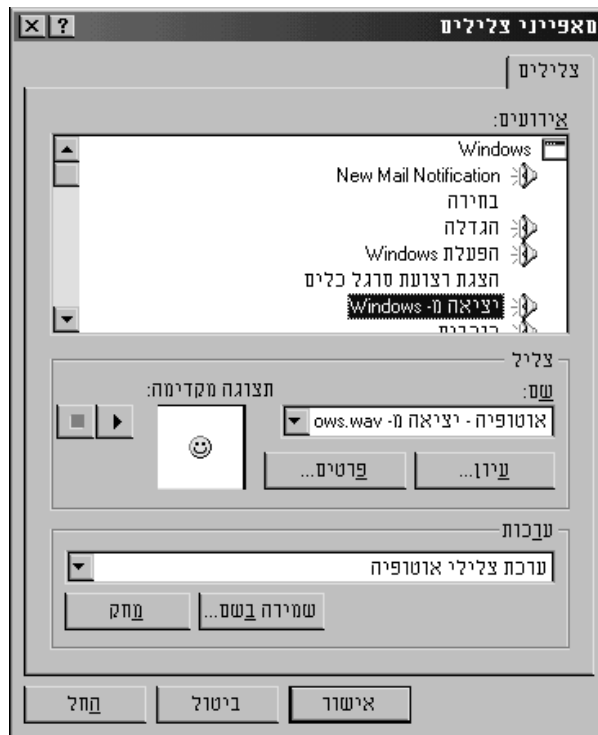 מאפייני צלילים
צלילים
אירועים:
Windows
New Mail Notification
בחירה
הגדלה
הפעלת Windows
הצגת רצועת סרגל כלים
יציאה מ- Windows
צליל
שם:
תצוגה מקדימה:
אוטופיה - יציאה מ- ows.wav
עיון...
פרטים...
ערכות
ערכת צלילי אוטופיה
שמירה בשם...
מחק
אישור
ביטול
החל